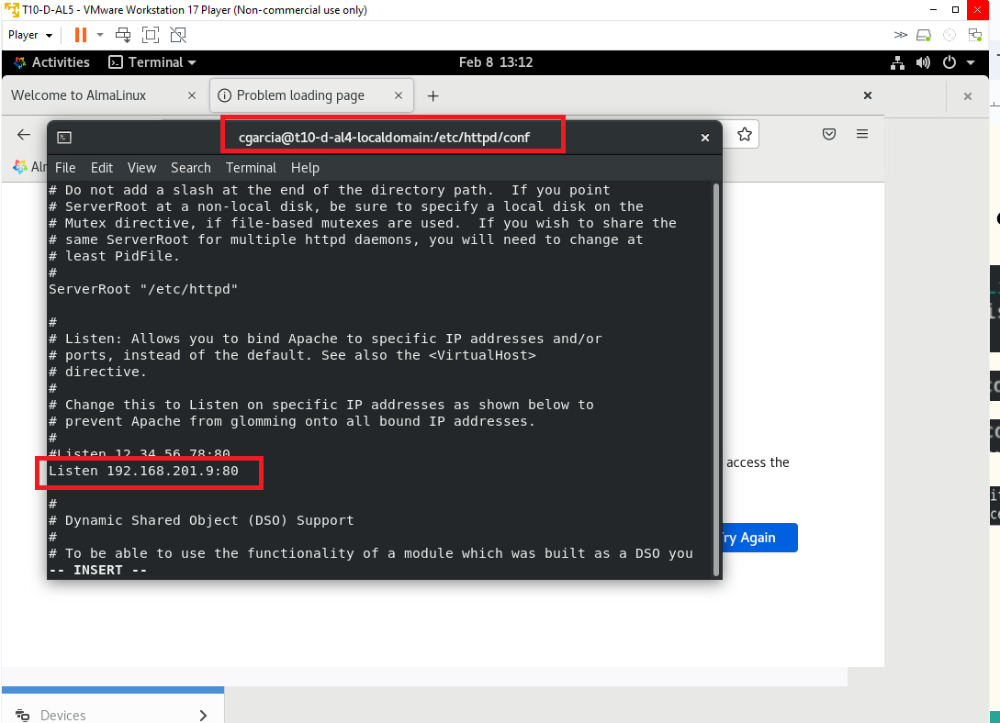 T10-D-AL5 - VMware Workstation 17 Player (Non-commercial use only)
Player
Activities
Terminal
Feb 8 13:12
Welcome to AlmaLinux
Problem loading page
cgarcia@t10-d-al4-localdomain:/etc/httpd/conf
File Edit View Search Terminal Help
# Do not add a slash at the end of the directory path.  If you point
# ServerRoot at a non-local disk, be sure to specify a local disk on the
# Mutex directive, if file-based mutexes are used.  If you wish to share the
# same ServerRoot for multiple httpd daemons, you will need to change at
# least PidFile.
#
ServerRoot "/etc/httpd"
#
# Listen: Allows you to bind Apache to specific IP addresses and/or
# ports, instead of the default. See also the <VirtualHost>
# directive.
#
# Change this to Listen on specific IP addresses as shown below to
# prevent Apache from glomming onto all bound IP addresses.
#
#Listen 12.34.56.78:80
Listen 192.168.201.9:80
#
# Dynamic Shared Object (DSO) Support
#
# To be able to use the functionality of a module which was built as a DSO you
-- INSERT --
access the
Try Again
Devices